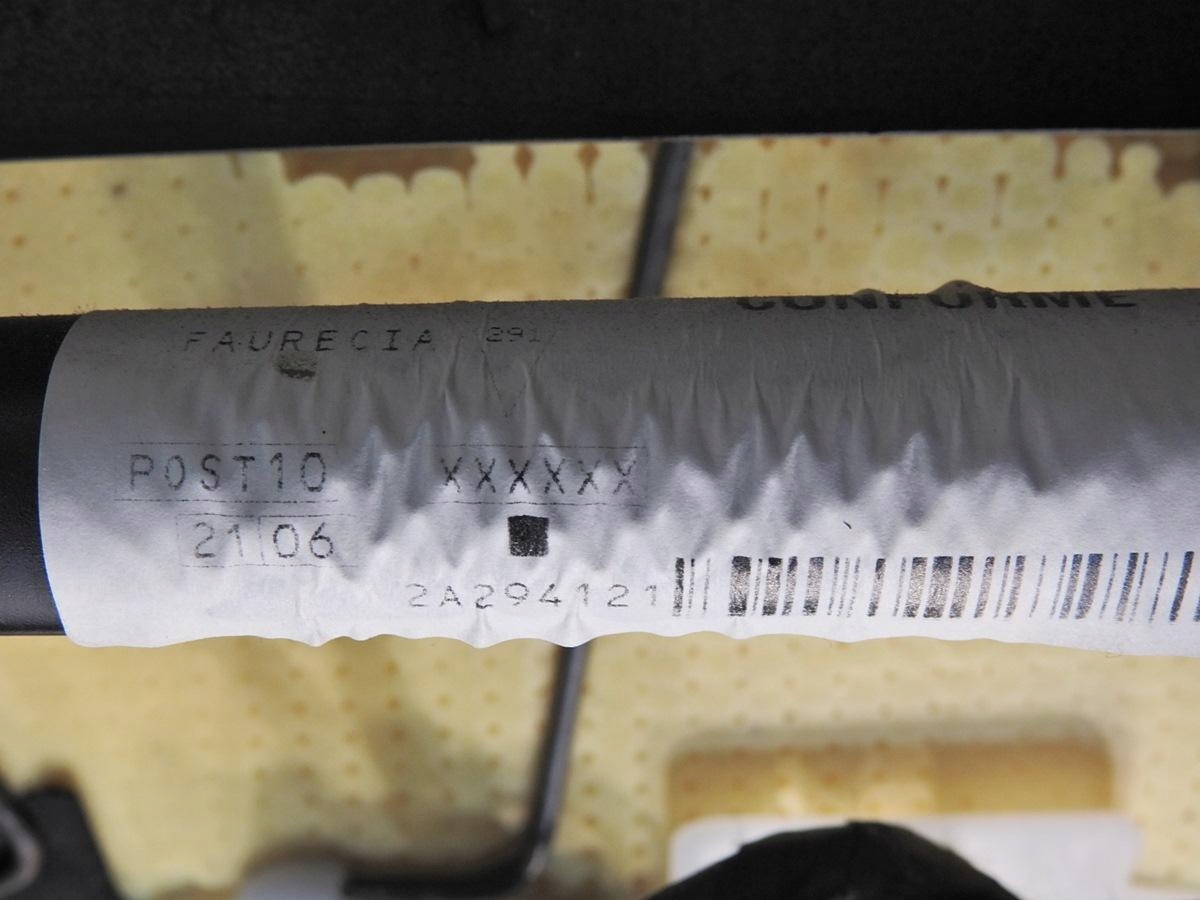 CONFORME
FAURECIA 291
POST10 XXXXXX
21 06
2A294121